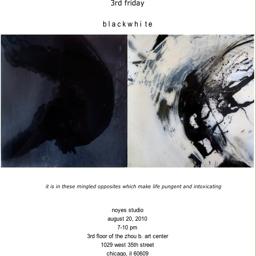 3rd friday
blackwhite
it is in these mingled opposites which make life pungent and intoxicating
noyes studio
august 20, 2010
7-10 pm
3rd floor of the zhou b. art center
1029 west 35th street
chicago, il 60609